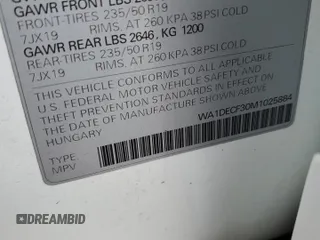 GAWR FRONT LBS
FRONT-TIRES 235/50 R19
7JX19 RIMS, AT 260 KPA 38 PSI COLD
GAWR REAR LBS 2646, KG 1200
REAR-TIRES 235/50 R19
7JX19 RIMS, AT 260 KPA 38 PSI COLD
THIS VEHICLE CONFORMS TO ALL APPLICABLE
U.S. FEDERAL MOTOR VEHICLE SAFETY AND
THEFT PREVENTION STANDARDS IN EFFECT ON
THE DATE OF MANUFACTURE SHOWN ABOVE.
HUNGARY
WA1DECF30M1025884
TYPE:
MPV
© DREAMBID